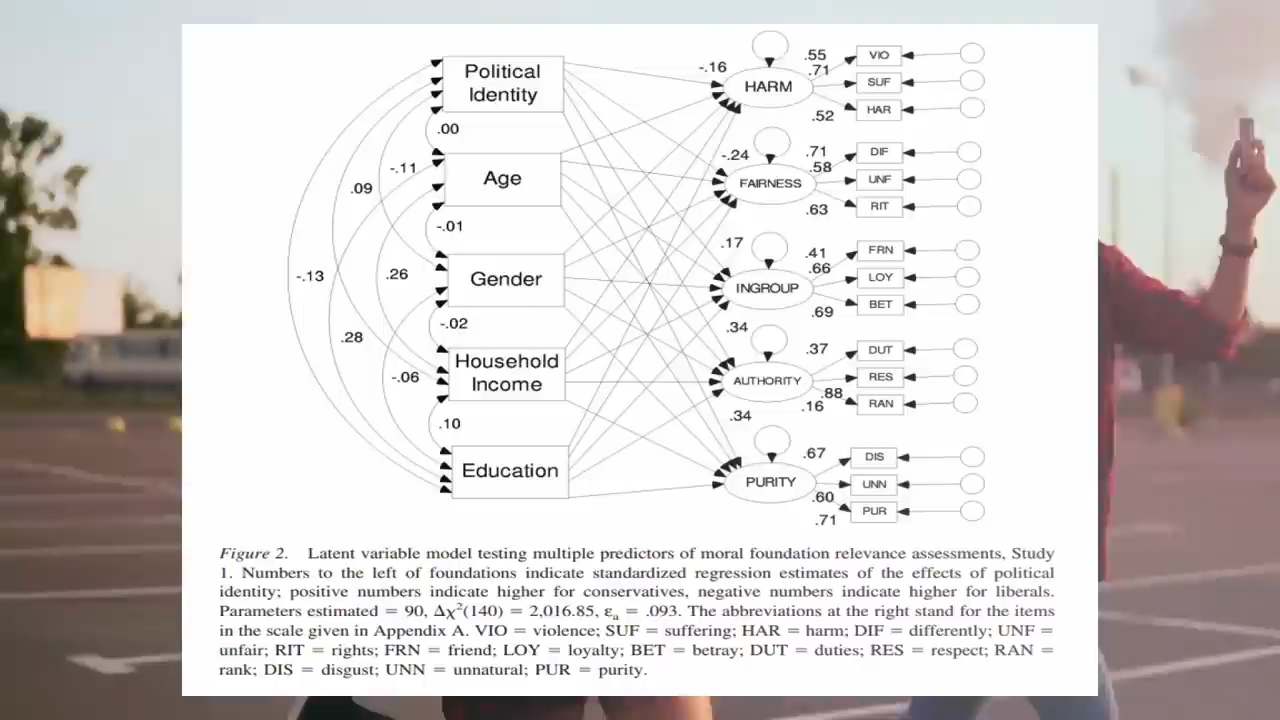 Political
Identity
Age
Gender
Household
Income
Education
.00
-.11
.09
-.01
-.13
.26
-.02
.28
-.06
.10
-.16
HARM
.55
.71
.52
VIO
SUF
HAR
-.24
FAIRNESS
.71
.58
.63
DIF
UNF
RIT
.17
INGROUP
.41
.66
.69
FRN
LOY
BET
.34
AUTHORITY
.37
.88
.16
DUT
RES
RAN
.34
PURITY
.67
.60
.71
DIS
UNN
PUR
Figure 2. Latent variable model testing multiple predictors of moral foundation relevance assessments, Study
1. Numbers to the left of foundations indicate standardized regression estimates of the effects of political
identity; positive numbers indicate higher for conservatives, negative numbers indicate higher for liberals.
Parameters estimated = 90, Δχ²(140) = 2,016.85, εₐ = .093. The abbreviations at the right stand for the items
in the scale given in Appendix A. VIO = violence; SUF = suffering; HAR = harm; DIF = differently; UNF =
unfair; RIT = rights; FRN = friend; LOY = loyalty; BET = betray; DUT = duties; RES = respect; RAN =
rank; DIS = disgust; UNN = unnatural; PUR = purity.